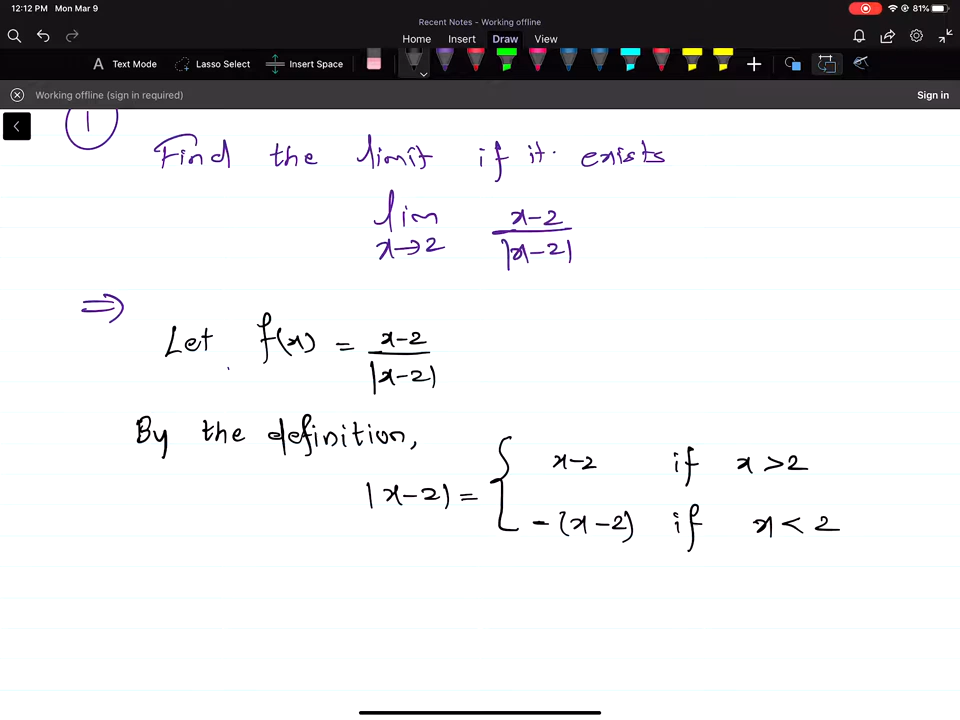 12:12 PM Mon Mar 9
Recent Notes - Working offline
81%
Home Insert Draw View
Text Mode Lasso Select Insert Space
Working offline (sign in required) Sign in
1
Find the limit if it exists
lim x→2 x-2 / |x-2|
⇒
Let f(x) = x-2 / |x-2|
By the definition,
|x-2| = { x-2 if x > 2
-(x-2) if x < 2